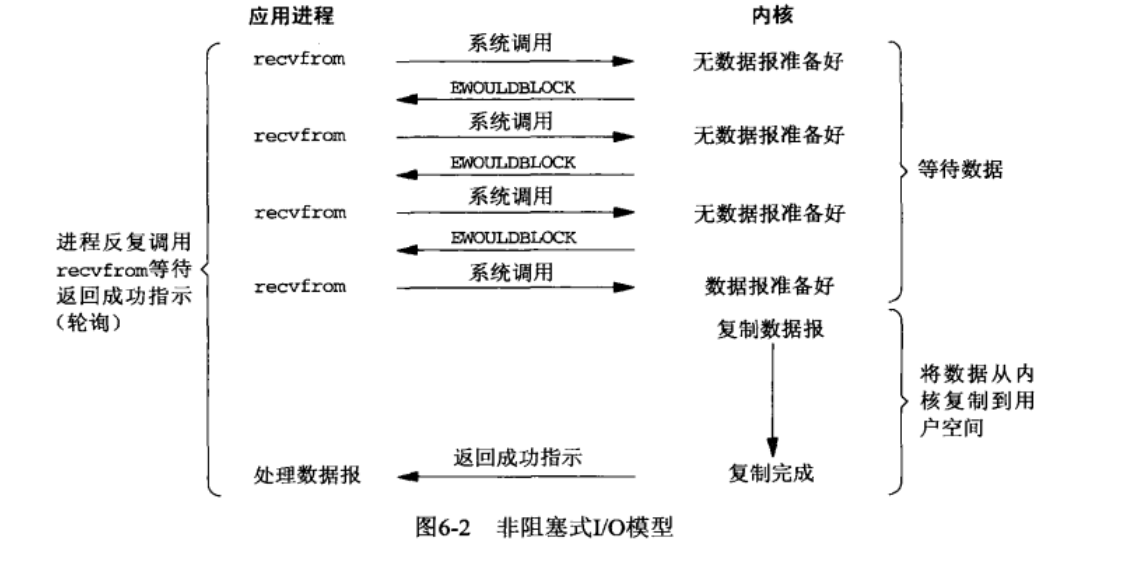 应用进程 内核
recvfrom 系统调用 无数据报准备好
EWOULDBLOCK
recvfrom 系统调用 无数据报准备好
EWOULDBLOCK
等待数据
recvfrom 系统调用 无数据报准备好
EWOULDBLOCK
recvfrom 系统调用 数据报准备好
进程反复调用
recvfrom等待
返回成功指示
(轮询)
复制数据报
将数据从内
核复制到用
户空间
处理数据报 返回成功指示 复制完成
图6-2 非阻塞式I/O模型